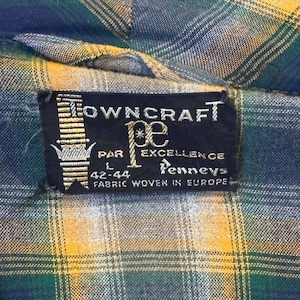 TOWNCRAFT
pe
PAR EXCELLENCE
L Penneys
42-44
FABRIC WOVEN IN EUROPE